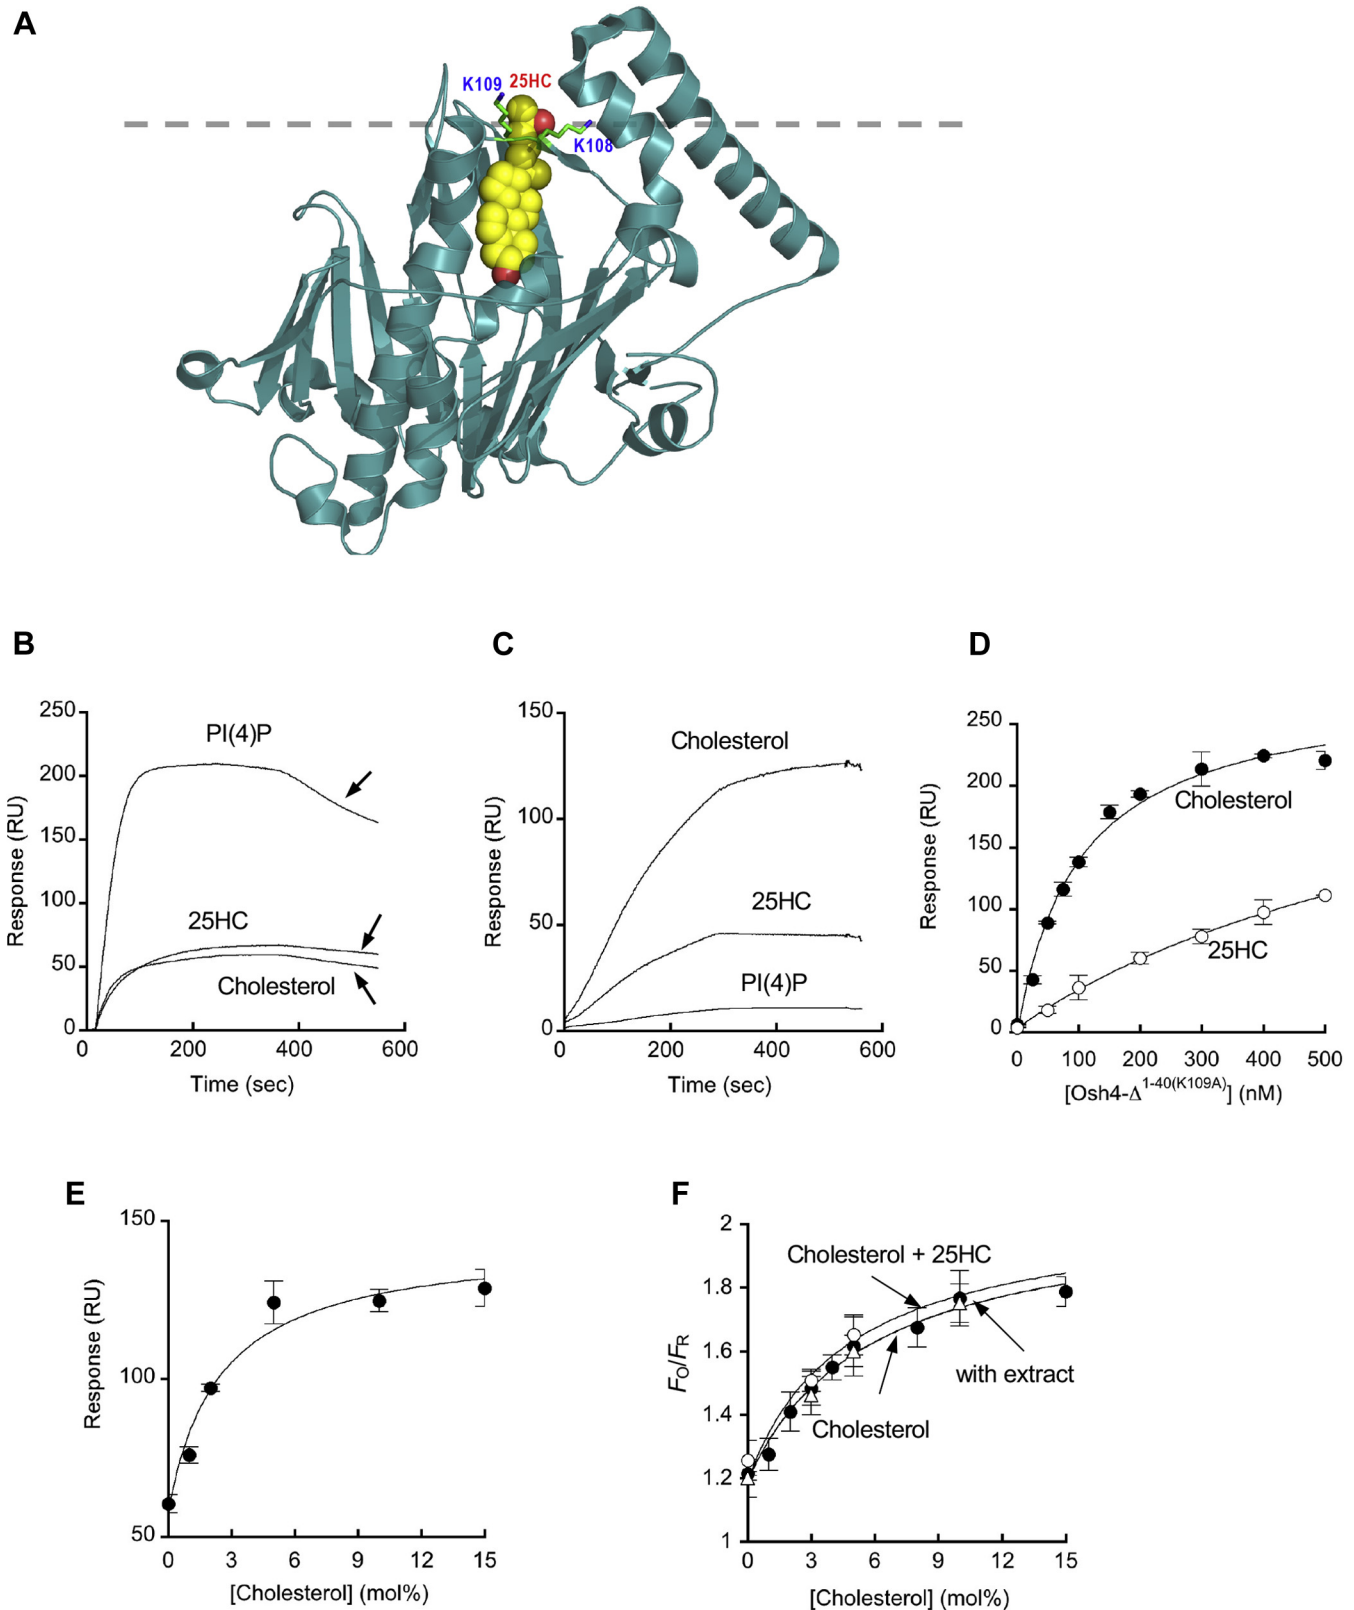 A
K109
25HC
K108
B
250
200
150
100
50
0
Response (RU)
PI(4)P
25HC
Cholesterol
0
200
400
600
Time (sec)
C
150
100
50
0
Response (RU)
Cholesterol
25HC
PI(4)P
0
200
400
600
Time (sec)
D
250
200
150
100
50
0
Response (RU)
Cholesterol
25HC
0
100
200
300
400
500
[Osh4-Δ1-40(K109A)] (nM)
E
150
100
50
Response (RU)
0
3
6
9
12
15
[Cholesterol] (mol%)
F
2
1.8
1.6
1.4
1.2
1
FO/FR
Cholesterol + 25HC
with extract
Cholesterol
0
3
6
9
12
15
[Cholesterol] (mol%)